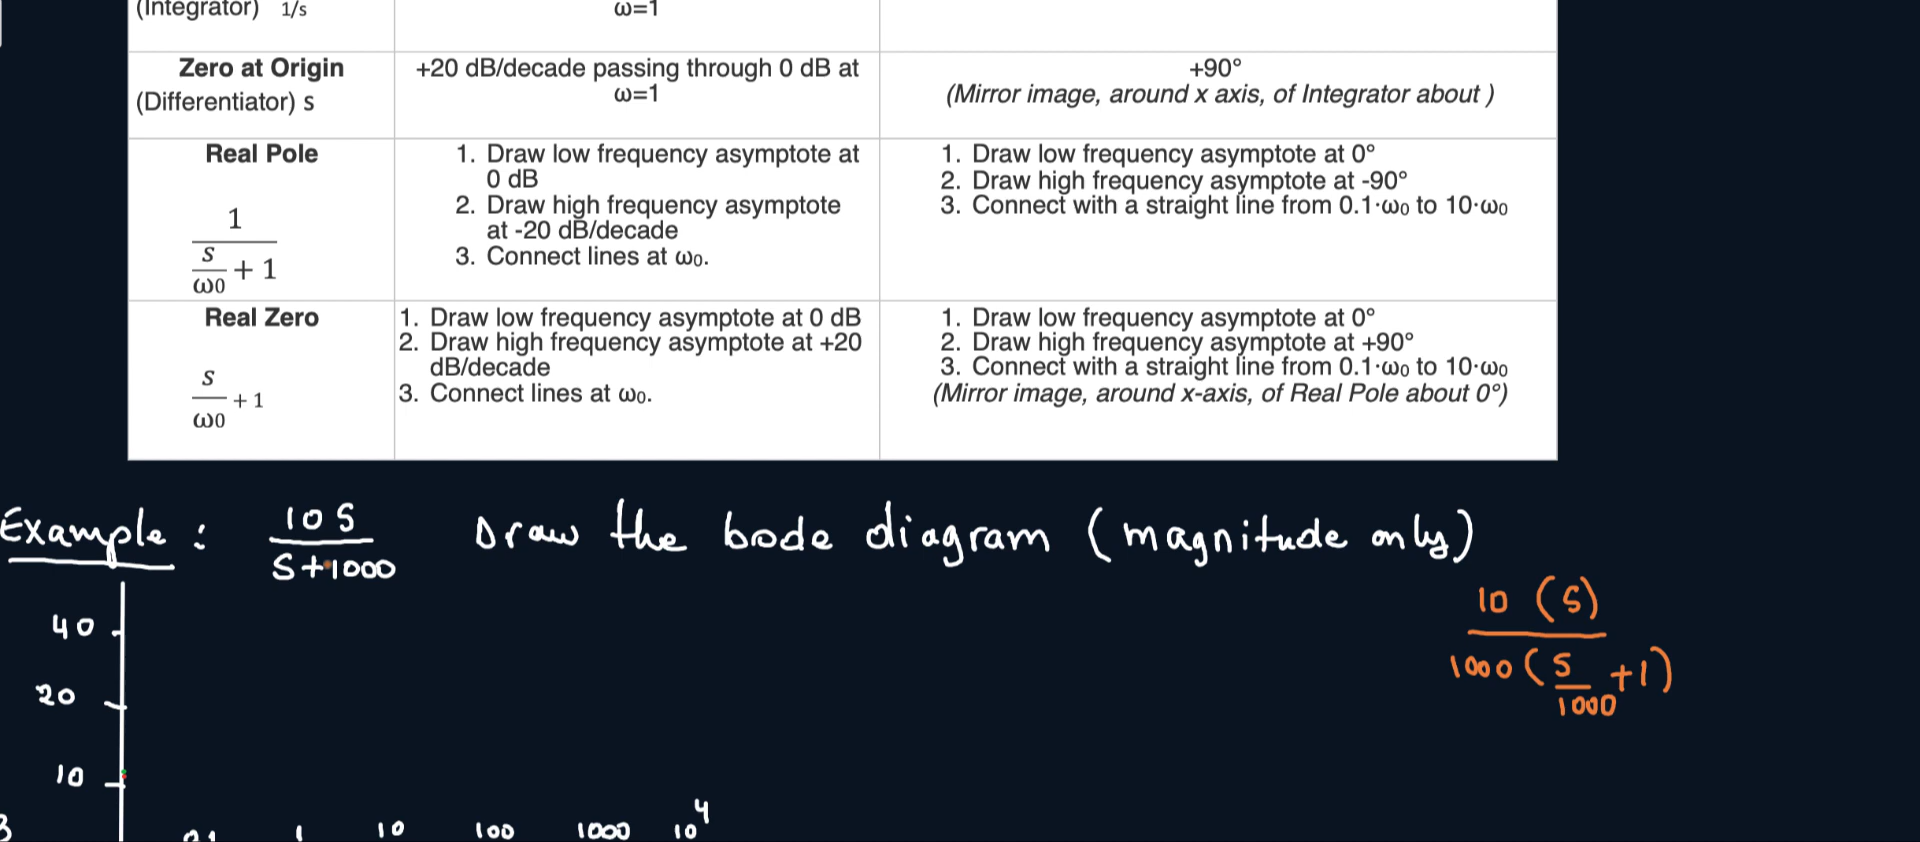 (Integrator) 1/s
ω=1
Zero at Origin
(Differentiator) s
+20 dB/decade passing through 0 dB at
ω=1
+90°
(Mirror image, around x axis, of Integrator about )
Real Pole
1
s
ω0
+ 1
1. Draw low frequency asymptote at
0 dB
2. Draw high frequency asymptote
at -20 dB/decade
3. Connect lines at ω0.
1. Draw low frequency asymptote at 0°
2. Draw high frequency asymptote at -90°
3. Connect with a straight line from 0.1·ω0 to 10·ω0
Real Zero
s
ω0
+ 1
1. Draw low frequency asymptote at 0 dB
2. Draw high frequency asymptote at +20
dB/decade
3. Connect lines at ω0.
1. Draw low frequency asymptote at 0°
2. Draw high frequency asymptote at +90°
3. Connect with a straight line from 0.1·ω0 to 10·ω0
(Mirror image, around x-axis, of Real Pole about 0°)
Example : 10 S
S+1000
Draw the bode diagram (magnitude only)
10 (S)
1000 (S
1000
+1)
40
20
10
1 10 100 1000 10⁴